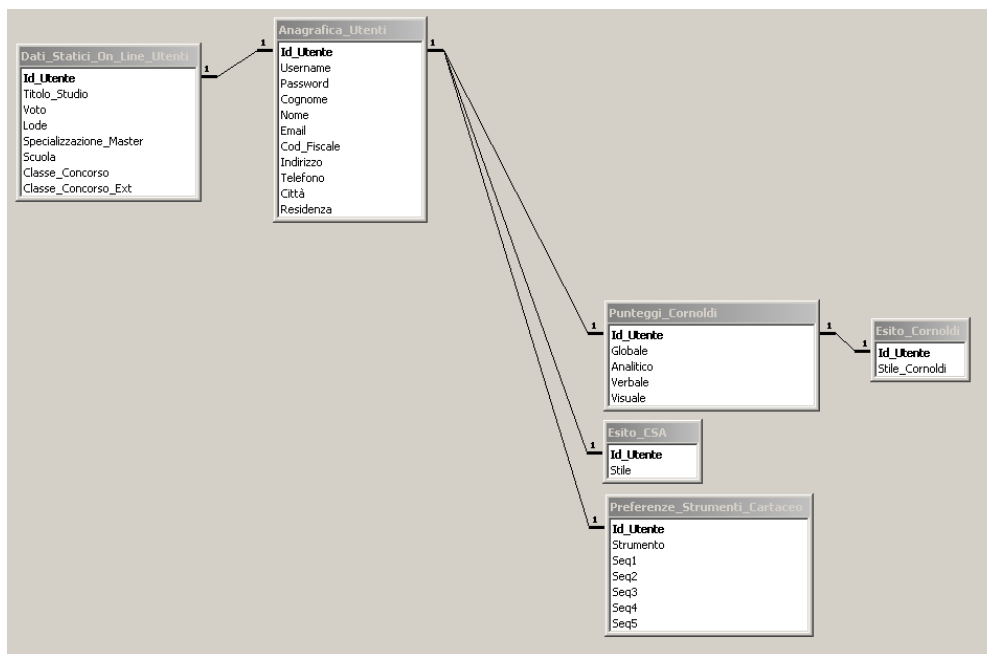 Dati_Statici_On_Line_Utenti
Id_Utente
Titolo_Studio
Voto
Lode
Specializzazione_Master
Scuola
Classe_Concorso
Classe_Concorso_Ext
1
1
Anagrafica_Utenti
Id_Utente
Username
Password
Cognome
Nome
Email
Cod_Fiscale
Indirizzo
Telefono
Città
Residenza
1
1
Punteggi_Cornoldi
Id_Utente
Globale
Analitico
Verbale
Visuale
1
1
Esito_Cornoldi
Id_Utente
Stile_Cornoldi
1
Esito_CSA
Id_Utente
Stile
1
Preferenze_Strumenti_Cartaceo
Id_Utente
Strumento
Seq1
Seq2
Seq3
Seq4
Seq5